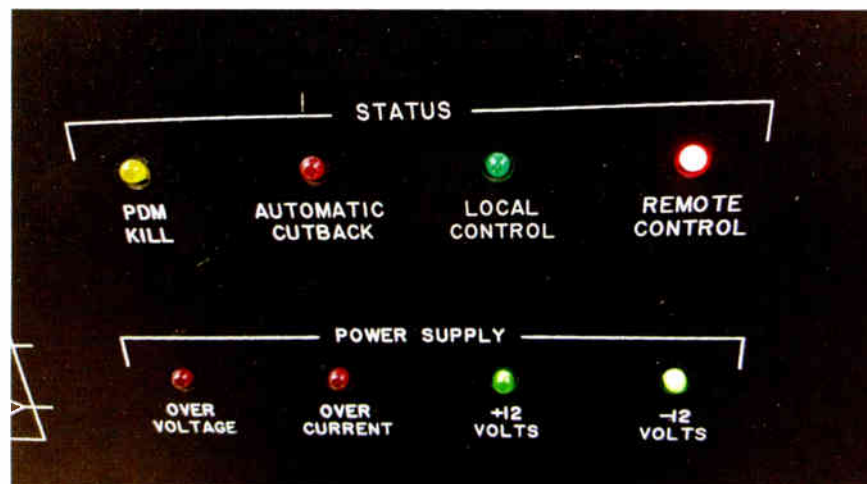 STATUS
PDM
KILL
AUTOMATIC
CUTBACK
LOCAL
CONTROL
REMOTE
CONTROL
POWER SUPPLY
OVER
VOLTAGE
OVER
CURRENT
+12
VOLTS
-12
VOLTS